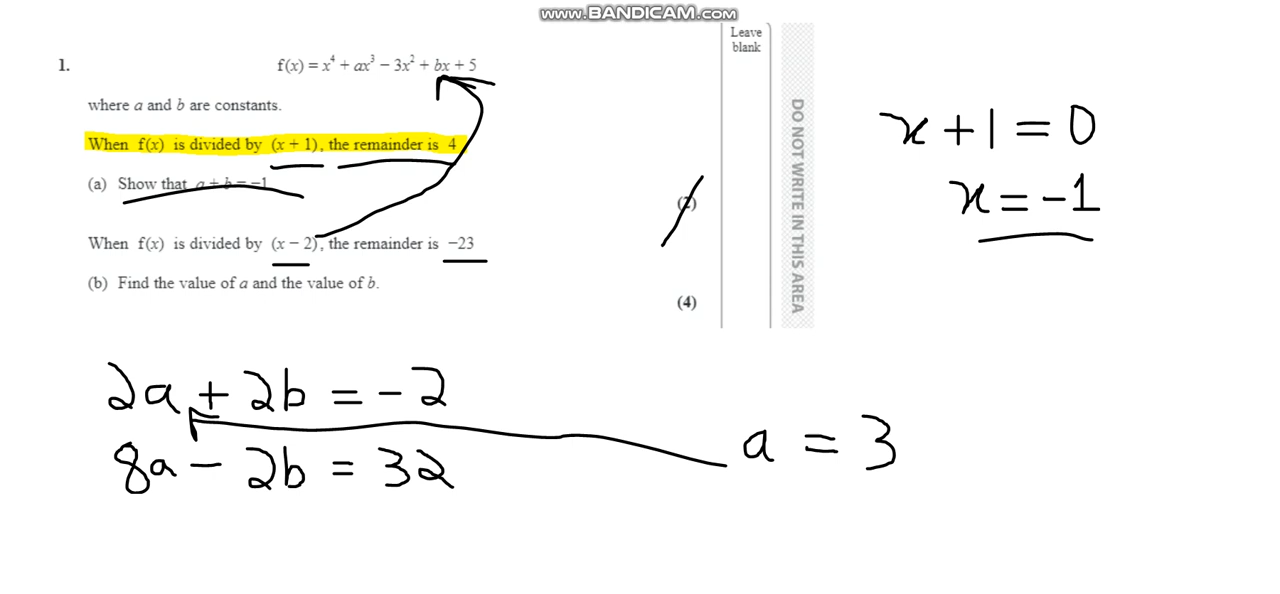 www.BANDICAM.com
Leave
blank
1.
f(x) = x⁴ + ax³ − 3x² + bx + 5
where a and b are constants.
When f(x) is divided by (x + 1), the remainder is 4
(a) Show that a + b = −1
(2)
When f(x) is divided by (x − 2), the remainder is −23
(b) Find the value of a and the value of b.
(4)
DO NOT WRITE IN THIS AREA
x + 1 = 0
x = −1
2a + 2b = −2
8a − 2b = 32
a = 3